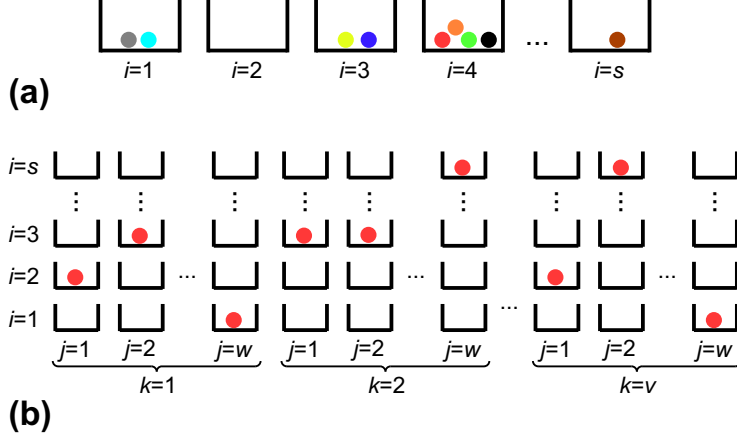 ...
i=1 i=2 i=3 i=4 i=s
(a)
i=s
⋮ ⋮ ⋮ ⋮ ⋮ ⋮ ⋮ ⋮ ⋮
i=3
i=2 ... ... ...
i=1 ...
j=1 j=2 j=w j=1 j=2 j=w j=1 j=2 j=w
k=1 k=2 k=v
(b)